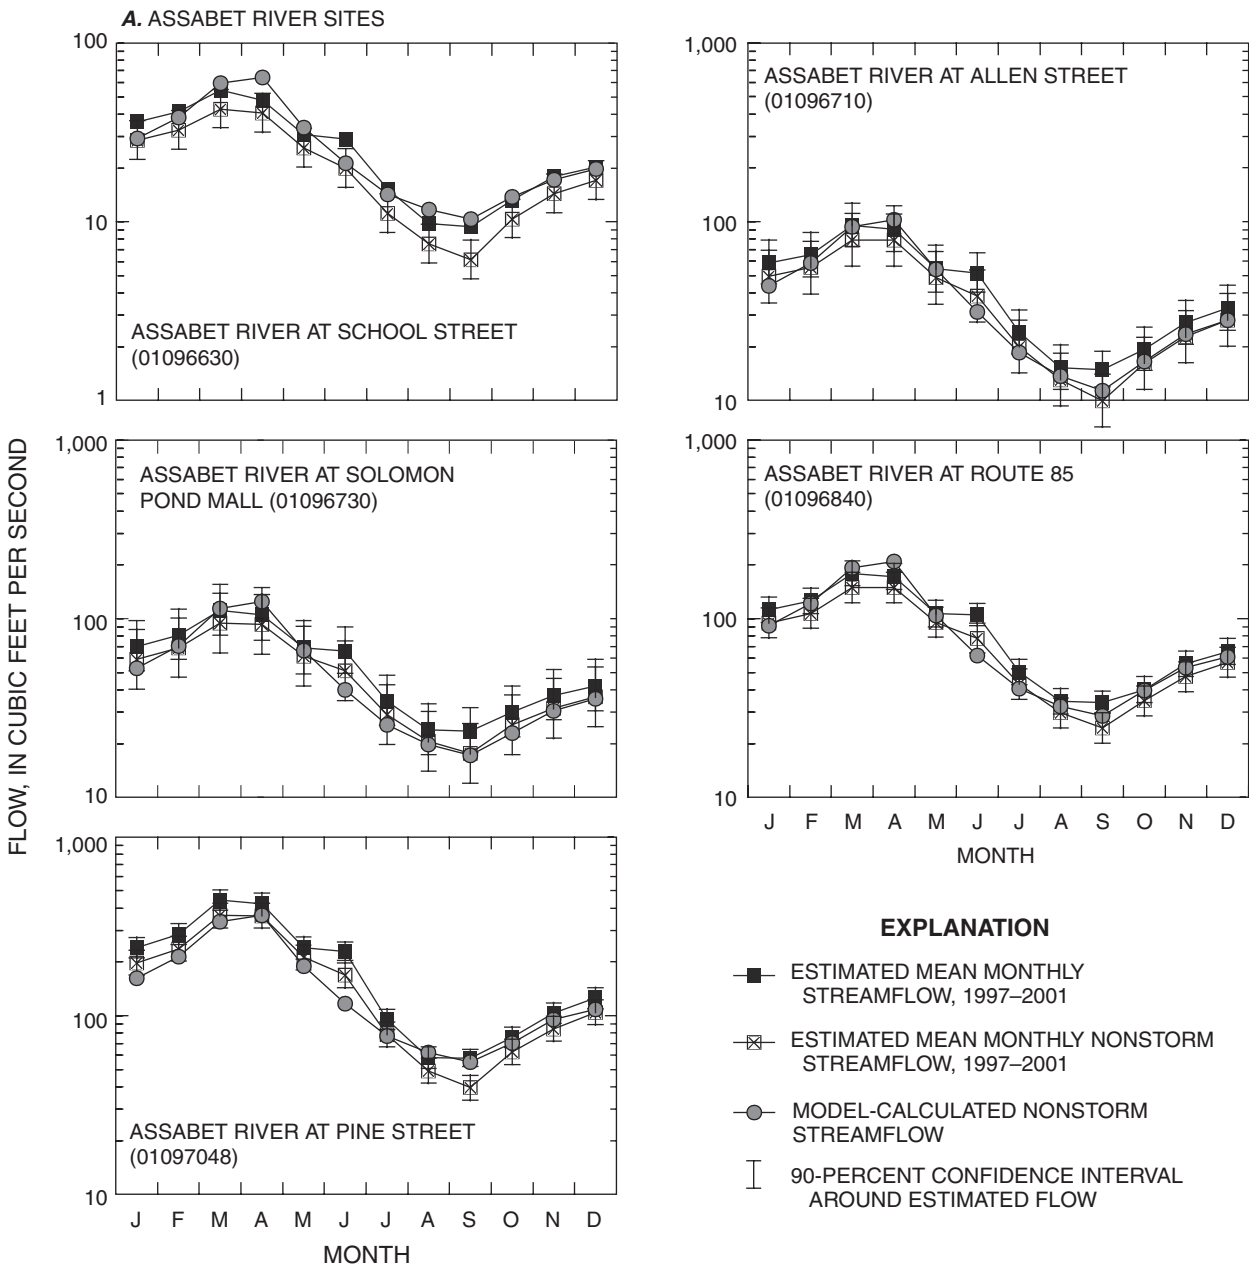 A. ASSABET RIVER SITES
FLOW, IN CUBIC FEET PER SECOND
100
10
1
ASSABET RIVER AT SCHOOL STREET
(01096630)
1,000
100
10
ASSABET RIVER AT ALLEN STREET
(01096710)
1,000
100
10
ASSABET RIVER AT SOLOMON
POND MALL (01096730)
1,000
100
10
ASSABET RIVER AT ROUTE 85
(01096840)
J F M A M J J A S O N D
MONTH
1,000
100
10
ASSABET RIVER AT PINE STREET
(01097048)
J F M A M J J A S O N D
MONTH
EXPLANATION
ESTIMATED MEAN MONTHLY
STREAMFLOW, 1997–2001
ESTIMATED MEAN MONTHLY NONSTORM
STREAMFLOW, 1997–2001
MODEL-CALCULATED NONSTORM
STREAMFLOW
90-PERCENT CONFIDENCE INTERVAL
AROUND ESTIMATED FLOW